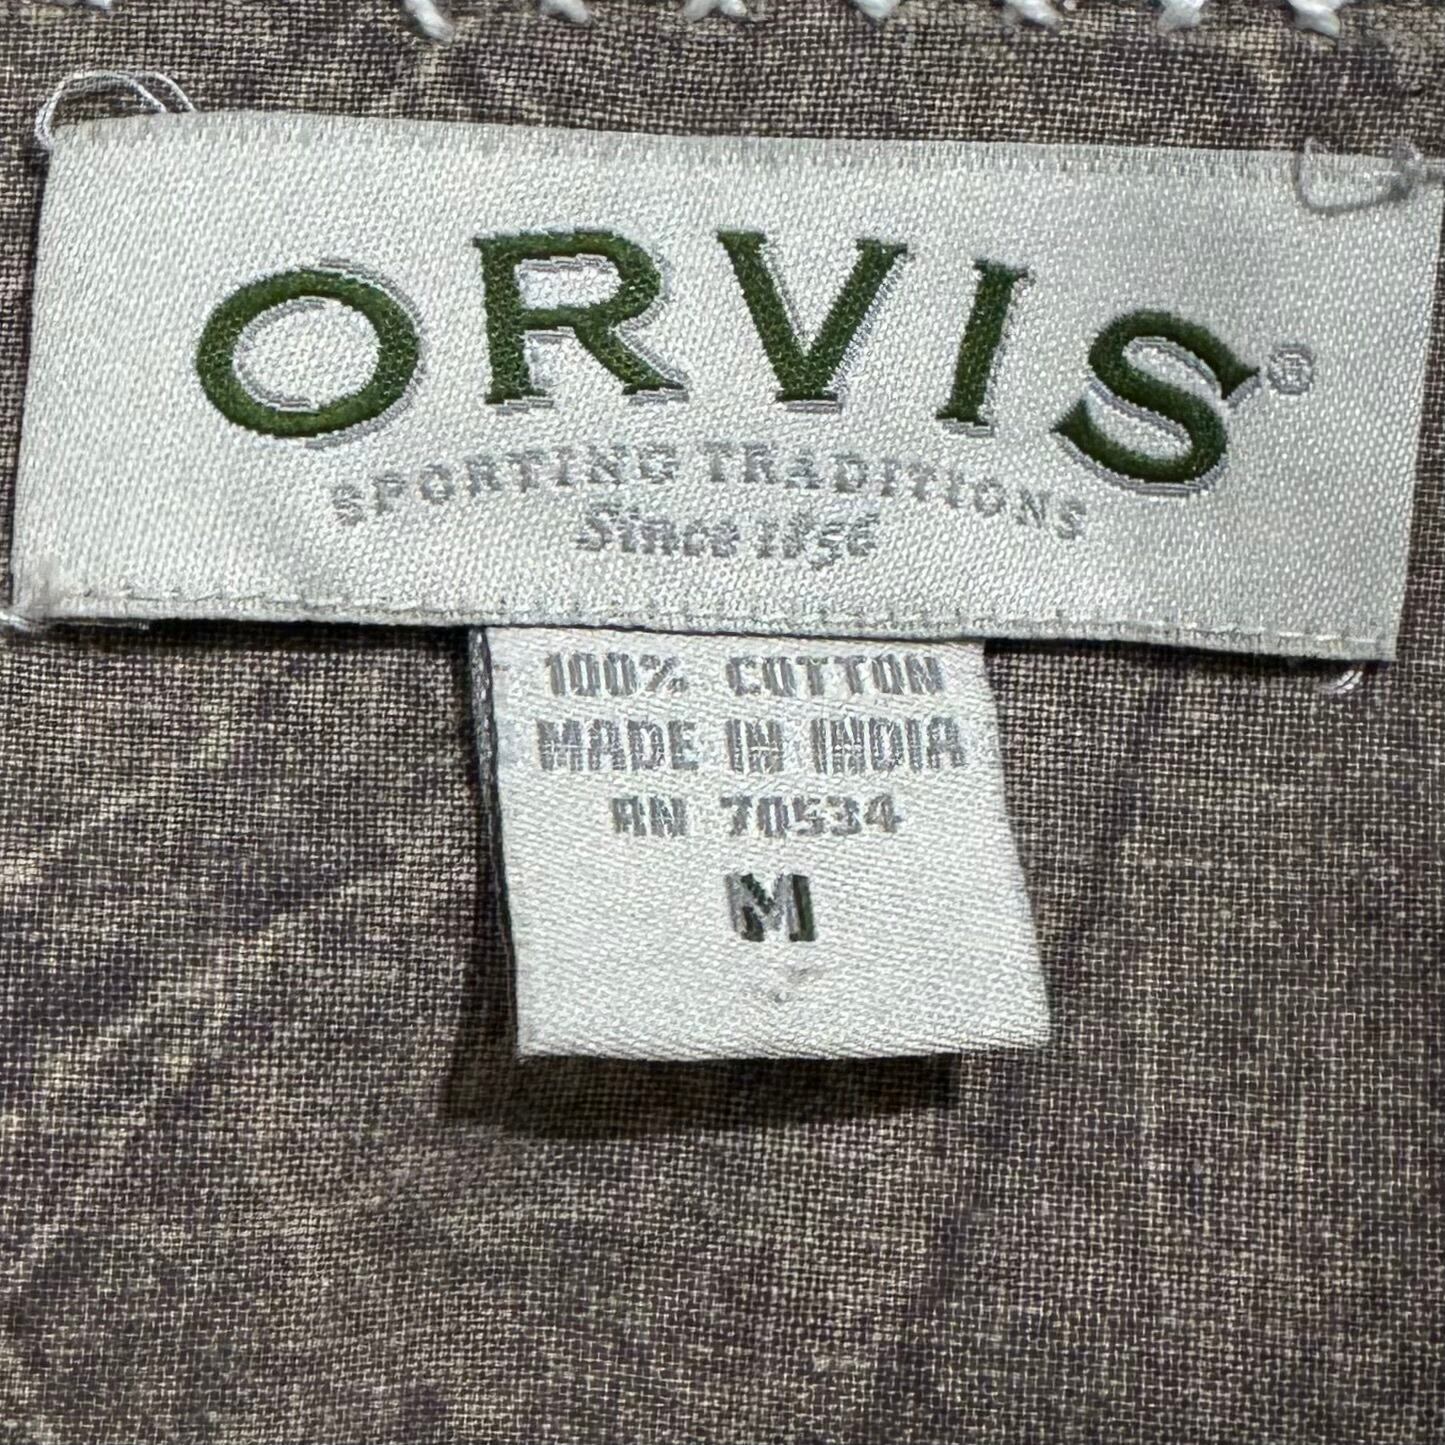 ORVIS®
SPORTING TRADITIONS
Since 1856
100% COTTON
MADE IN INDIA
RN 70534
M